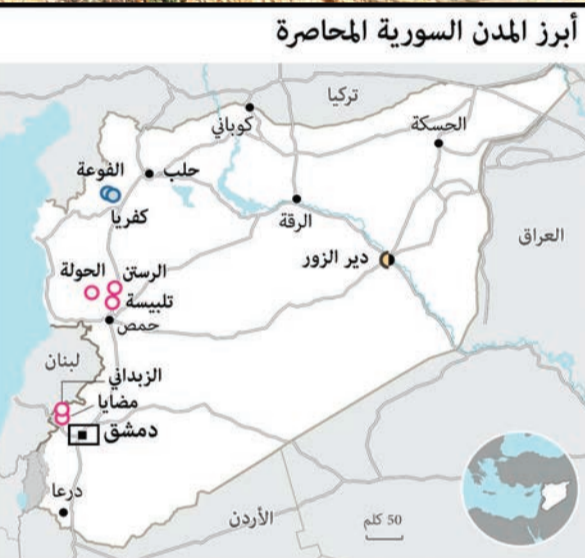 أبرز المدن السورية المحاصرة
تركيا
كوباني
الحسكة
الفوعة
حلب
كفريا
الرقة
العراق
دير الزور
الحولة
الرستن
تلبيسة
حمص
لبنان
الزبداني
مضايا
دمشق
درعا
الأردن
50 كلم